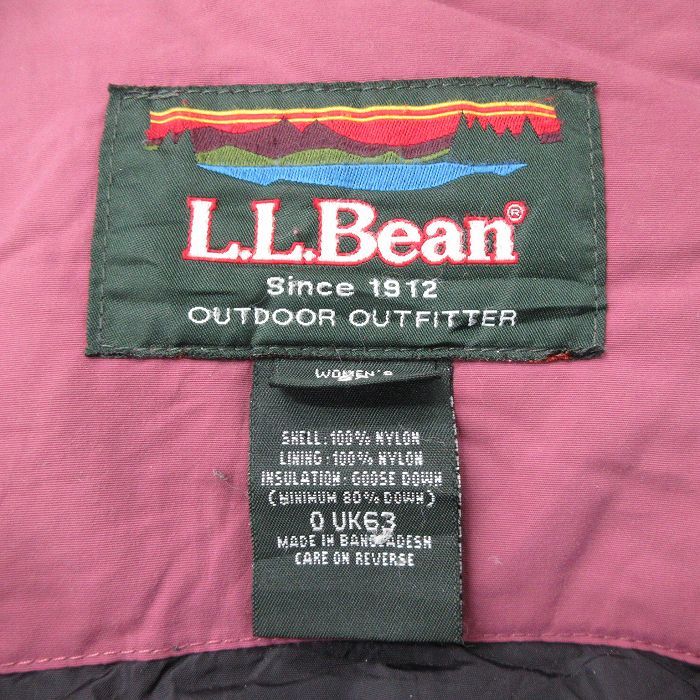 L.L.Bean®
Since 1912
OUTDOOR OUTFITTER
WOMEN'S
SHELL: 100% NYLON
LINING: 100% NYLON
INSULATION: GOOSE DOWN
(MINIMUM 80% DOWN)
0 UK63
MADE IN BANGLADESH
CARE ON REVERSE